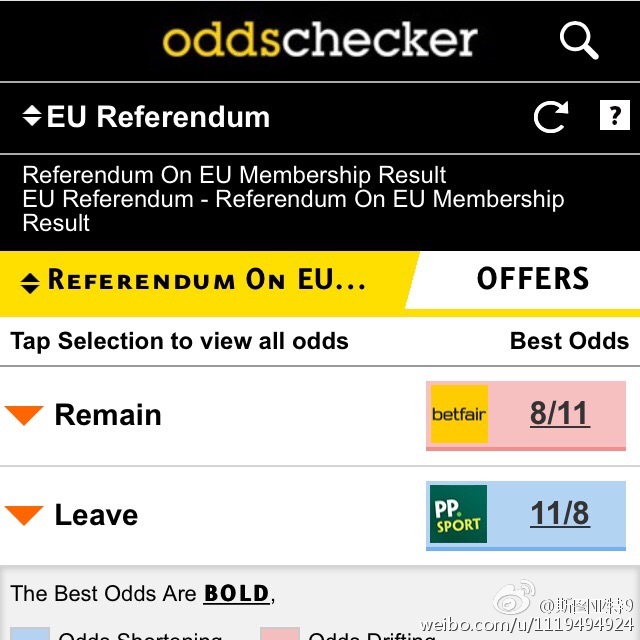 oddschecker
EU Referendum
?
Referendum On EU Membership Result
EU Referendum - Referendum On EU Membership
Result
REFERENDUM ON EU...
OFFERS
Tap Selection to view all odds
Best Odds
Remain
betfair
8/11
Leave
PP.
SPORT
11/8
The Best Odds Are BOLD,
Odds Shortening
Odds Drifting
weibo.com/u/1119494924